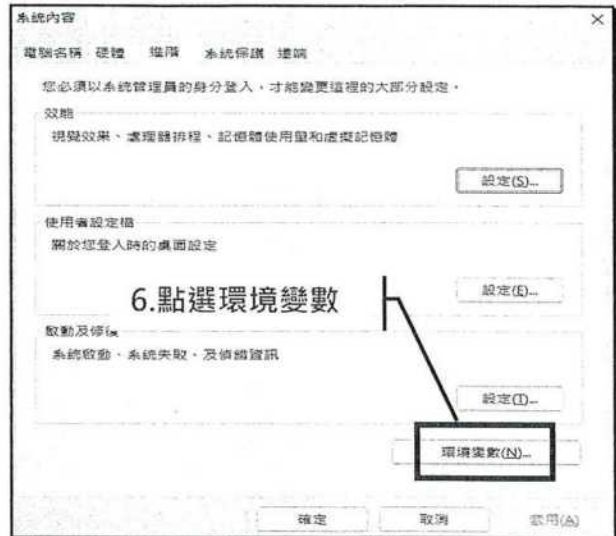 系統內容
電腦名稱 硬體 進階 系統保護 遠端
您必須以系統管理員的身分登入，才能變更這裡的大部分設定。
效能
視覺效果、處理器排程、記憶體使用量和虛擬記憶體
設定(S)...
使用者設定檔
關於您登入時的桌面設定
設定(E)...
6.點選環境變數
啟動及修復
系統啟動、系統失敗、及偵錯資訊
設定(T)...
環境變數(N)...
確定 取消 套用(A)